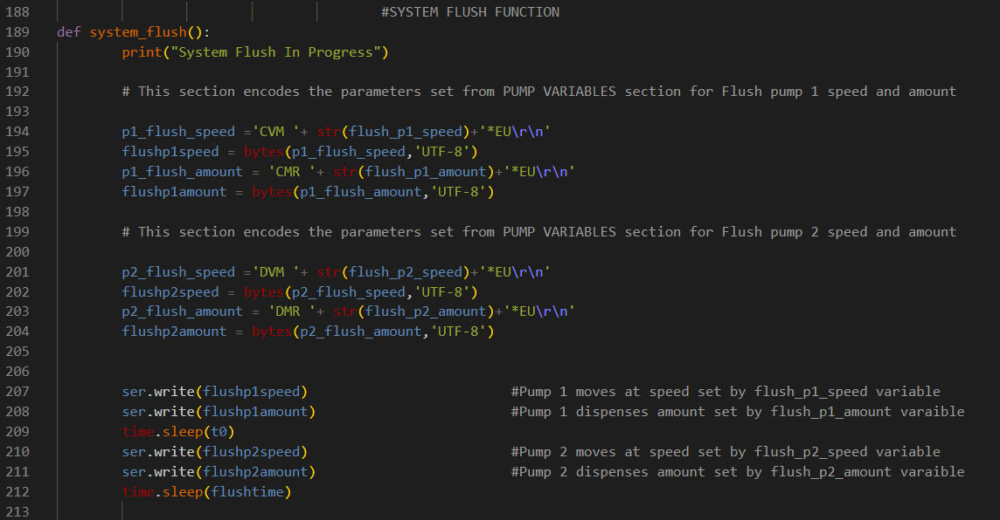 188 #SYSTEM FLUSH FUNCTION
189 def system_flush():
190 print("System Flush In Progress")
191
192 # This section encodes the parameters set from PUMP VARIABLES section for Flush pump 1 speed and amount
193
194 p1_flush_speed ='CVM '+ str(flush_p1_speed)+'*EU\r\n'
195 flushp1speed = bytes(p1_flush_speed,'UTF-8')
196 p1_flush_amount = 'CMR '+ str(flush_p1_amount)+'*EU\r\n'
197 flushp1amount = bytes(p1_flush_amount,'UTF-8')
198
199 # This section encodes the parameters set from PUMP VARIABLES section for Flush pump 2 speed and amount
200
201 p2_flush_speed ='DVM '+ str(flush_p2_speed)+'*EU\r\n'
202 flushp2speed = bytes(p2_flush_speed,'UTF-8')
203 p2_flush_amount = 'DMR '+ str(flush_p2_amount)+'*EU\r\n'
204 flushp2amount = bytes(p2_flush_amount,'UTF-8')
205
206
207 ser.write(flushp1speed) #Pump 1 moves at speed set by flush_p1_speed variable
208 ser.write(flushp1amount) #Pump 1 dispenses amount set by flush_p1_amount varaible
209 time.sleep(t0)
210 ser.write(flushp2speed) #Pump 2 moves at speed set by flush_p2_speed variable
211 ser.write(flushp2amount) #Pump 2 dispenses amount set by flush_p2_amount varaible
212 time.sleep(flushtime)
213